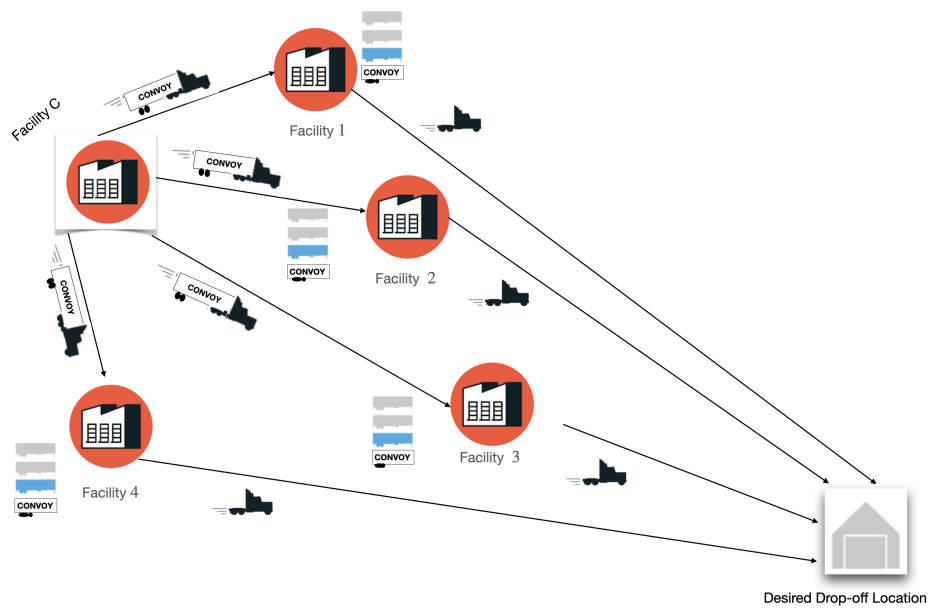 CONVOY
CONVOY
Facility 1
Facility C
CONVOY
CONVOY
Facility 2
CONVOY
CONVOY
CONVOY
Facility 3
Facility 4
CONVOY
Desired Drop-off Location